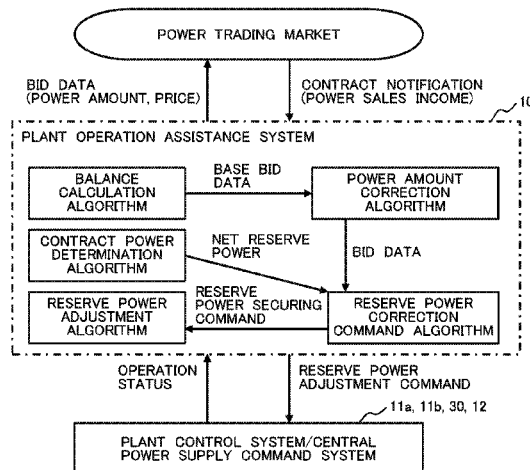 POWER TRADING MARKET
BID DATA
(POWER AMOUNT, PRICE)
CONTRACT NOTIFICATION
(POWER SALES INCOME)
10
PLANT OPERATION ASSISTANCE SYSTEM
BALANCE
CALCULATION
ALGORITHM
BASE BID
DATA
POWER AMOUNT
CORRECTION
ALGORITHM
CONTRACT POWER
DETERMINATION
ALGORITHM
NET RESERVE
POWER
BID DATA
RESERVE POWER
ADJUSTMENT
ALGORITHM
RESERVE
POWER SECURING
COMMAND
RESERVE POWER
CORRECTION
COMMAND ALGORITHM
OPERATION
STATUS
RESERVE POWER
ADJUSTMENT COMMAND
11a, 11b, 30, 12
PLANT CONTROL SYSTEM/CENTRAL
POWER SUPPLY COMMAND SYSTEM